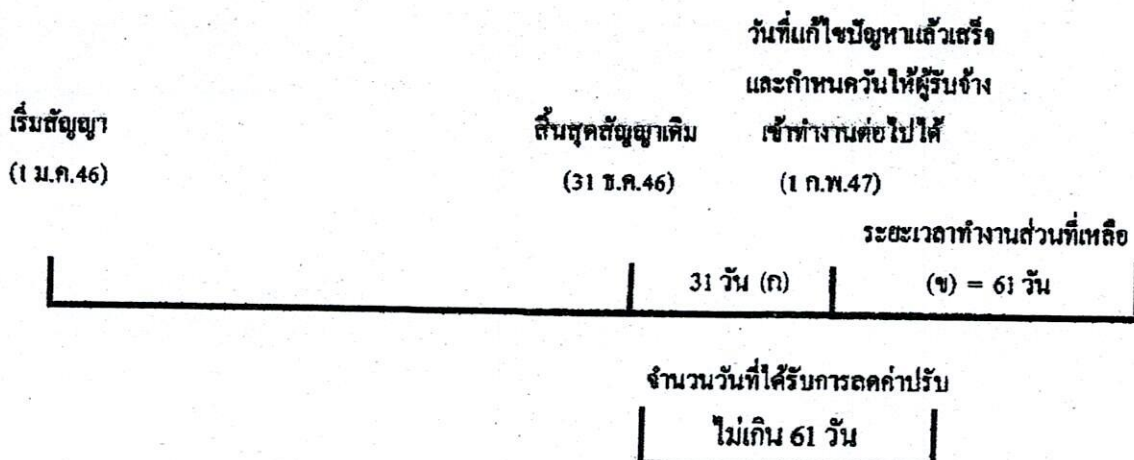 วันที่แก้ไขปัญหาแล้วเสร็จ
และกำหนดวันให้ผู้รับจ้าง
เริ่มสัญญา
สิ้นสุดสัญญาเดิม
เข้าทำงานต่อไปได้
(1 ม.ค.46)
(31 ธ.ค.46)
(1 ก.พ.47)
ระยะเวลาทำงานส่วนที่เหลือ
31 วัน (ก)
(ข) = 61 วัน
จำนวนวันที่ได้รับการลดค่าปรับ
ไม่เกิน 61 วัน